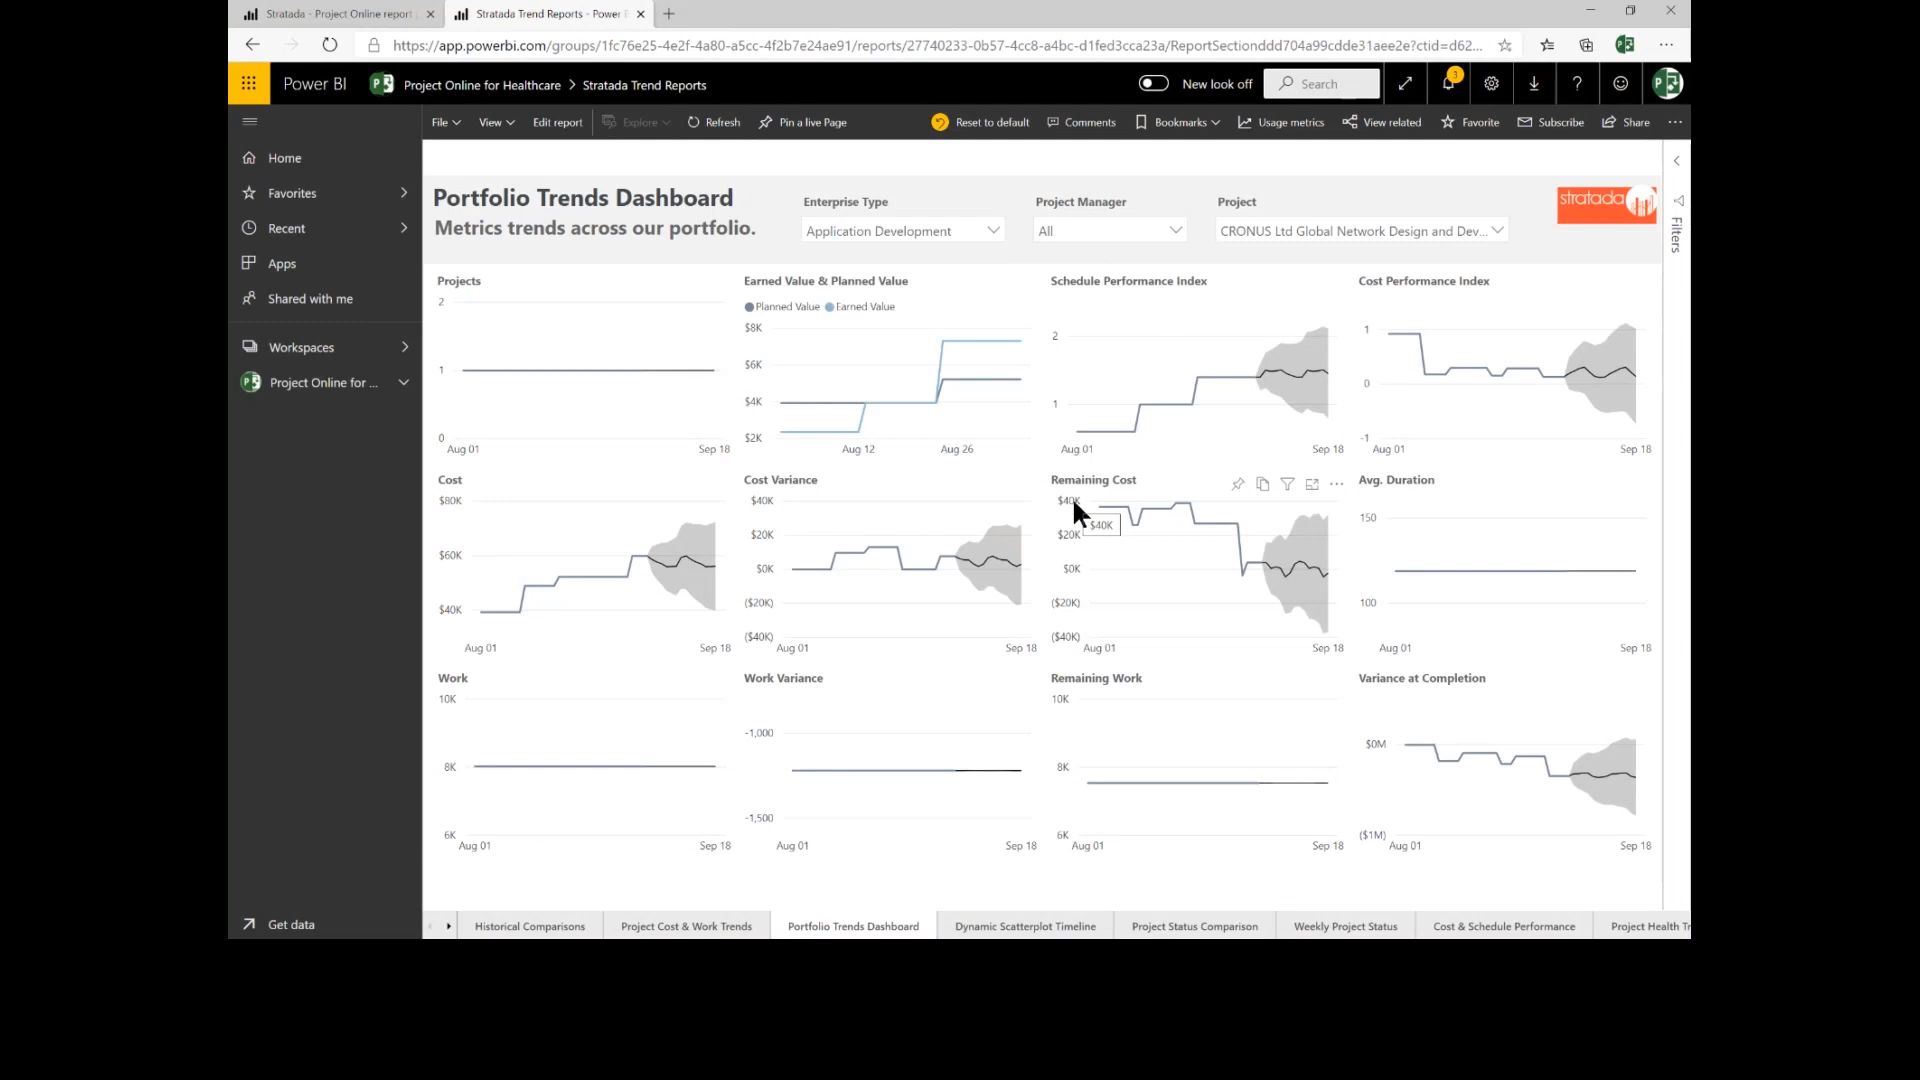 Stratada - Project Online report
Stratada Trend Reports - Power
https://app.powerbi.com/groups/1fc76e25-4e2f-4a80-a5cc-4f2b7e24ae91/reports/27740233-0b57-4cc8-a4bc-d1fed3cca23a/ReportSectionddd704a99cdde31aee2e?ctid=d62...
Power BI
Project Online for Healthcare > Stratada Trend Reports
New look off
Search
3
File
View
Edit report
Explore
Refresh
Pin a live Page
Reset to default
Comments
Bookmarks
Usage metrics
View related
Favorite
Subscribe
Share
Home
Favorites
Recent
Apps
Shared with me
Workspaces
Project Online for ...
Get data
Portfolio Trends Dashboard
Metrics trends across our portfolio.
Enterprise Type
Application Development
Project Manager
All
Project
CRONUS Ltd Global Network Design and Dev...
stratada
Filters
Projects
2
1
0
Aug 01
Sep 18
Earned Value & Planned Value
Planned Value
Earned Value
$8K
$6K
$4K
$2K
Aug 12
Aug 26
Schedule Performance Index
2
1
Aug 01
Sep 18
Cost Performance Index
1
0
-1
Aug 01
Sep 18
Cost
$80K
$60K
$40K
Aug 01
Sep 18
Cost Variance
$40K
$20K
$0K
($20K)
($40K)
Aug 01
Sep 18
Remaining Cost
$40K
$40K
$20K
$0K
($20K)
($40K)
Aug 01
Sep 18
Avg. Duration
150
100
Aug 01
Sep 18
Work
10K
8K
6K
Aug 01
Sep 18
Work Variance
-1,000
-1,500
Aug 01
Sep 18
Remaining Work
10K
8K
6K
Aug 01
Sep 18
Variance at Completion
$0M
($1M)
Aug 01
Sep 18
Historical Comparisons
Project Cost & Work Trends
Portfolio Trends Dashboard
Dynamic Scatterplot Timeline
Project Status Comparison
Weekly Project Status
Cost & Schedule Performance
Project Health Tr